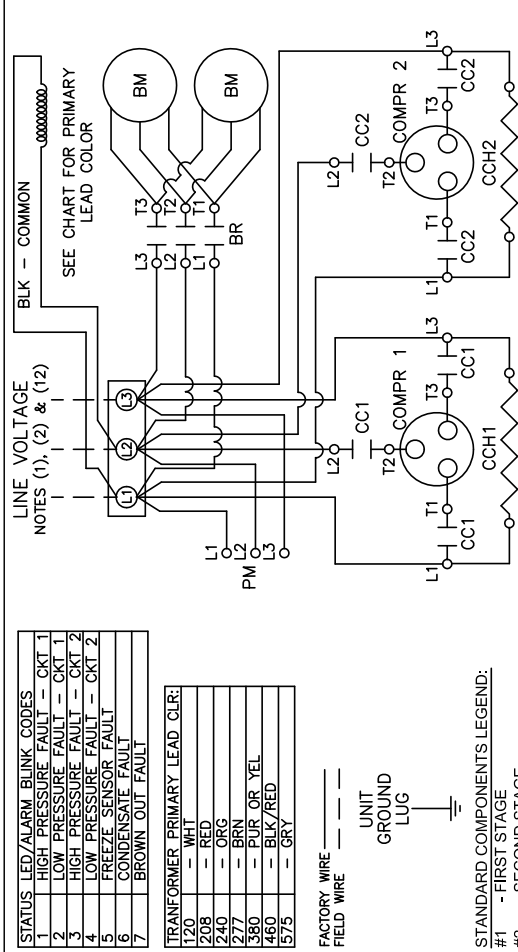 STATUS LED/ALARM BLINK CODES
1 HIGH PRESSURE FAULT - CKT 1
2 LOW PRESSURE FAULT - CKT 1
3 HIGH PRESSURE FAULT - CKT 2
4 LOW PRESSURE FAULT - CKT 2
5 FREEZE SENSOR FAULT
6 CONDENSATE FAULT
7 BROWN OUT FAULT
TRANFORMER PRIMARY LEAD CLR:
120 - WHT
208 - RED
240 - ORG
277 - BRN
380 - PUR OR YEL
460 - BLK/RED
575 - GRY
FACTORY WIRE
FIELD WIRE
UNIT
GROUND
LUG
STANDARD COMPONENTS LEGEND:
#1 - FIRST STAGE
LINE VOLTAGE
NOTES (1), (2) & (12)
BLK - COMMON
SEE CHART FOR PRIMARY
LEAD COLOR
L1 L2 L3
L3 T3
L2 T2
L1 T1
BR
BM
BM
L1
L2
L3
PM
L2
CC1
T2
COMPR 1
L1 T1 T3 L3
CC1 CC1
CCH1
L2
CC2
T2
COMPR 2
L1 T1 T3 L3
CC2 CC2
CCH2